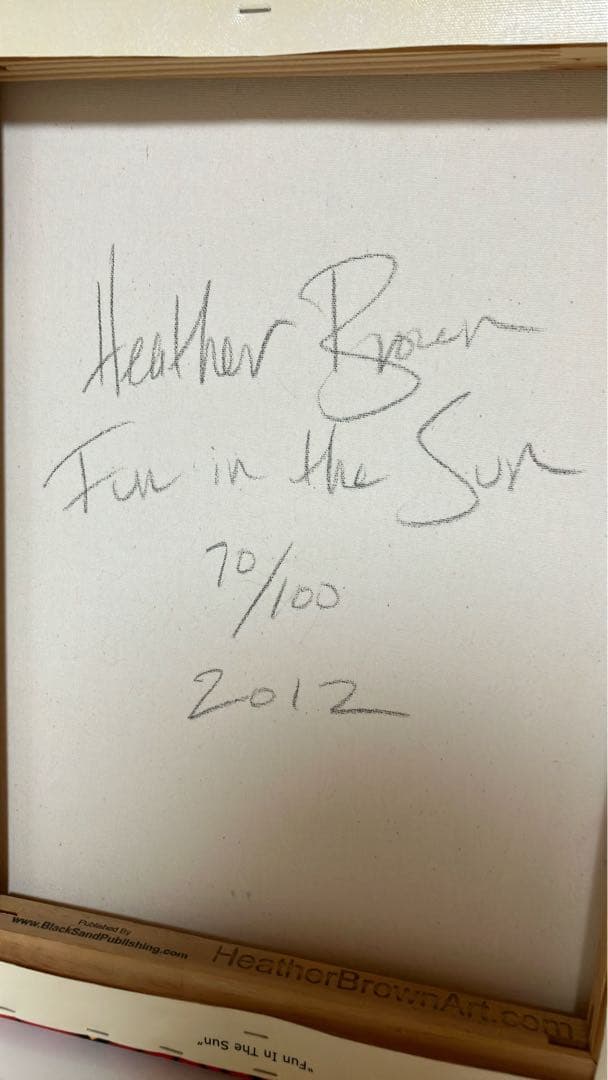 Heather Brown
Fun in the Sun
70/100
2012
Published By
www.BlackSandPublishing.com
HeatherBrownArt.com
"Fun In The Sun"